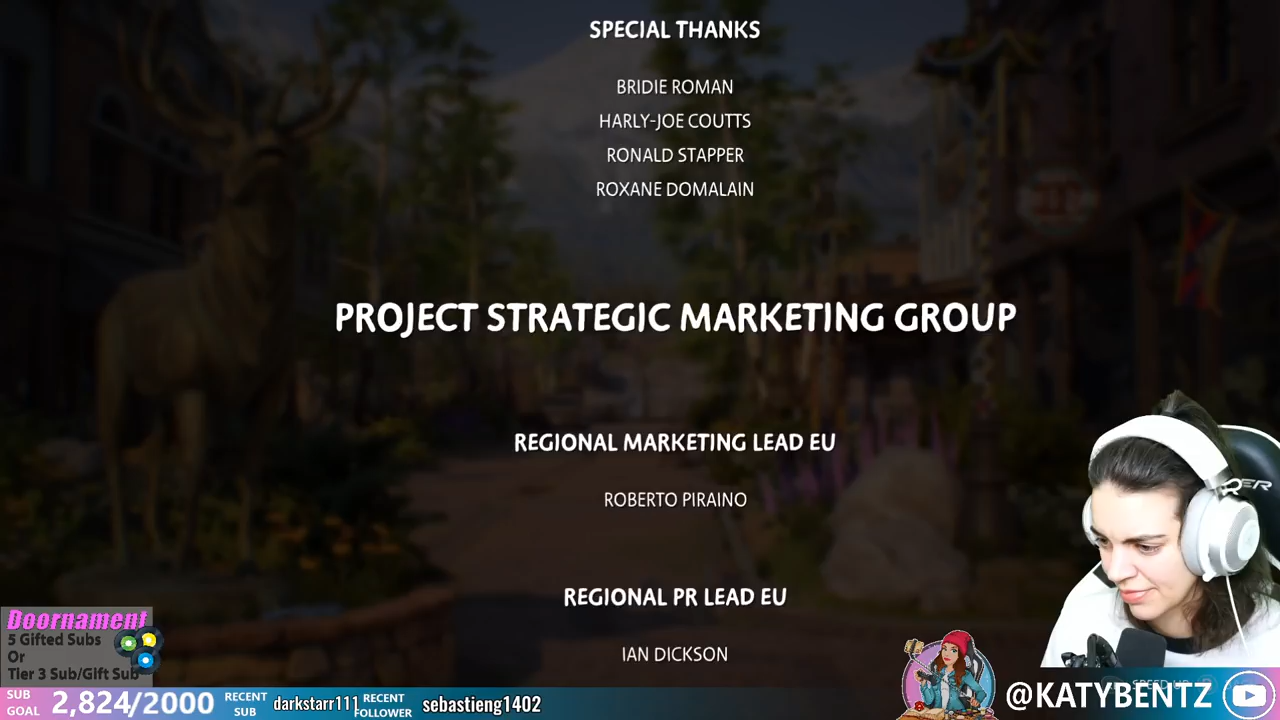 SPECIAL THANKS
BRIDIE ROMAN
HARLY-JOE COUTTS
RONALD STAPPER
ROXANE DOMALAIN
PROJECT STRATEGIC MARKETING GROUP
REGIONAL MARKETING LEAD EU
ROBERTO PIRAINO
REGIONAL PR LEAD EU
IAN DICKSON
Doornament
5 Gifted Subs
Or
Tier 3 Sub/Gift Sub
SUB GOAL 2,824/2000 RECENT SUB darkstarr111 RECENT FOLLOWER sebastieng1402
@KATYBENTZ
SPEED UP